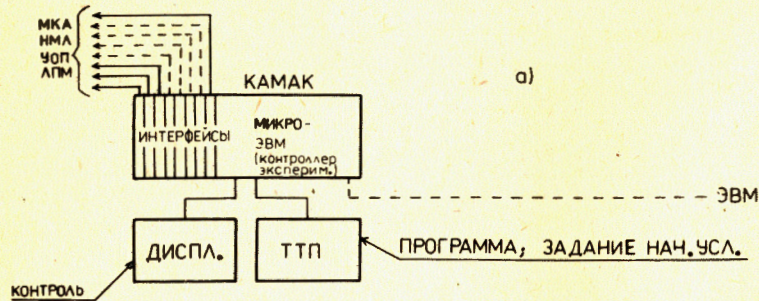 МКА
НМЛ
УОП
ЛПМ
КАМАК
а)
ИНТЕРФЕЙСЫ
МИКРО-
ЭВМ
(КОНТРОЛЛЕР
ЭКСПЕРИМ.)
ЭВМ
ДИСПЛ.
ТТП
ПРОГРАММА; ЗАДАНИЕ НАЧ. УСЛ.
КОНТРОЛЬ